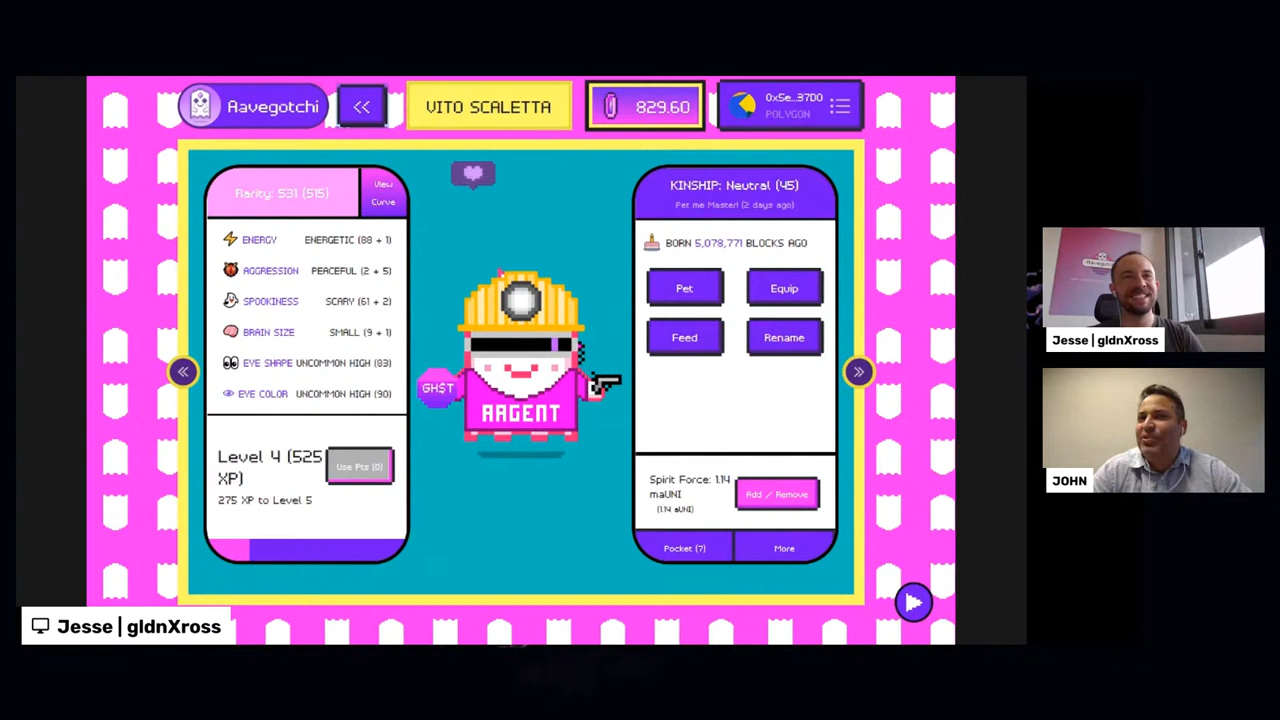 Aavegotchi
VITO SCALETTA
829.60
0x5e...37D0
POLYGON
Rarity: 531 (515)
View
Curve
ENERGY ENERGETIC (88 + 1)
AGGRESSION PEACEFUL (2 + 5)
SPOOKINESS SCARY (61 + 2)
BRAIN SIZE SMALL (9 + 1)
EYE SHAPE UNCOMMON HIGH (83)
EYE COLOR UNCOMMON HIGH (90)
Level 4 (525
XP)
Use Pts (0)
275 XP to Level 5
GH$T
AAGENT
KINSHIP: Neutral (45)
Pet me Master! (2 days ago)
BORN 5,078,771 BLOCKS AGO
Pet
Equip
Feed
Rename
Spirit Force: 1.14
maUNI
(1.14 aUNI)
Add / Remove
Pocket (7)
More
Jesse | gldnXross
Aavegotchi
Jesse | gldnXross
JOHN